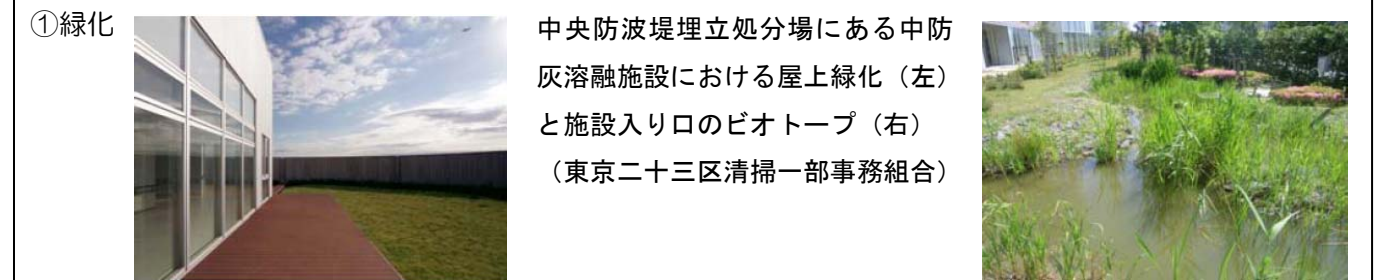 ①緑化
中央防波堤埋立処分場にある中防
灰溶融施設における屋上緑化（左）
と施設入り口のビオトープ（右）
（東京二十三区清掃一部事務組合）